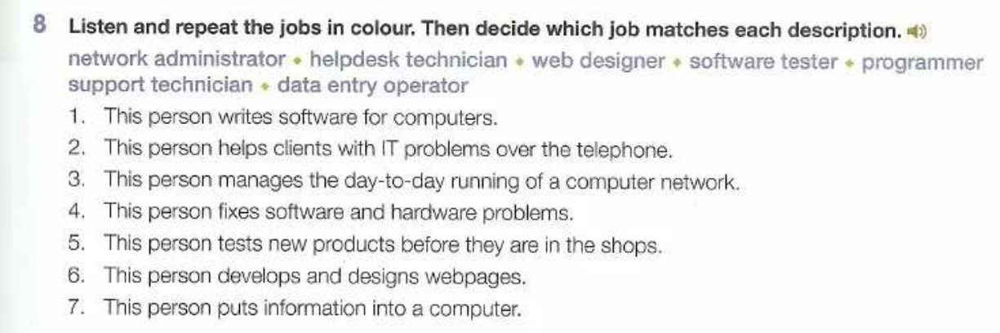 8 Listen and repeat the jobs in colour. Then decide which job matches each description.
network administrator • helpdesk technician • web designer • software tester • programmer
support technician • data entry operator
1. This person writes software for computers.
2. This person helps clients with IT problems over the telephone.
3. This person manages the day-to-day running of a computer network.
4. This person fixes software and hardware problems.
5. This person tests new products before they are in the shops.
6. This person develops and designs webpages.
7. This person puts information into a computer.